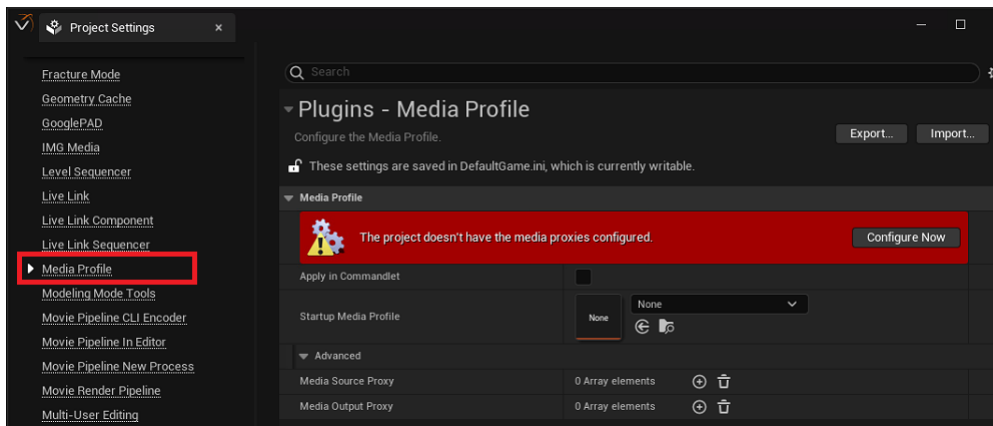 Project Settings
Fracture Mode
Geometry Cache
GooglePAD
IMG Media
Level Sequencer
Live Link
Live Link Component
Live Link Sequencer
Media Profile
Modeling Mode Tools
Movie Pipeline CLI Encoder
Movie Pipeline In Editor
Movie Pipeline New Process
Movie Render Pipeline
Multi-User Editing
Search
Plugins - Media Profile
Configure the Media Profile.
Export...
Import...
These settings are saved in DefaultGame.ini, which is currently writable.
Media Profile
The project doesn't have the media proxies configured.
Configure Now
Apply in Commandlet
Startup Media Profile
None
None
Advanced
Media Source Proxy
0 Array elements
Media Output Proxy
0 Array elements